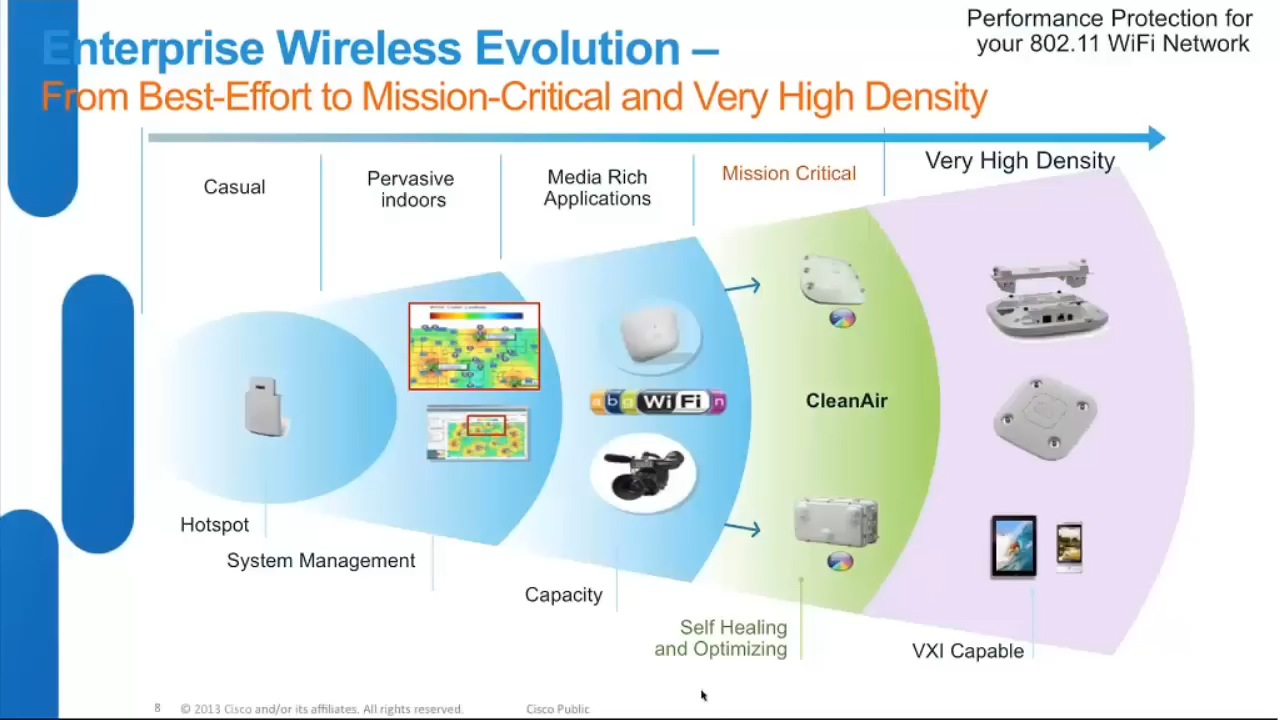 Performance Protection for
your 802.11 WiFi Network
Enterprise Wireless Evolution –
From Best-Effort to Mission-Critical and Very High Density
Casual
Pervasive
indoors
Media Rich
Applications
Mission Critical
Very High Density
a b g Wi Fi n
CleanAir
Hotspot
System Management
Capacity
Self Healing
and Optimizing
VXI Capable
8 © 2013 Cisco and/or its affiliates. All rights reserved. Cisco Public